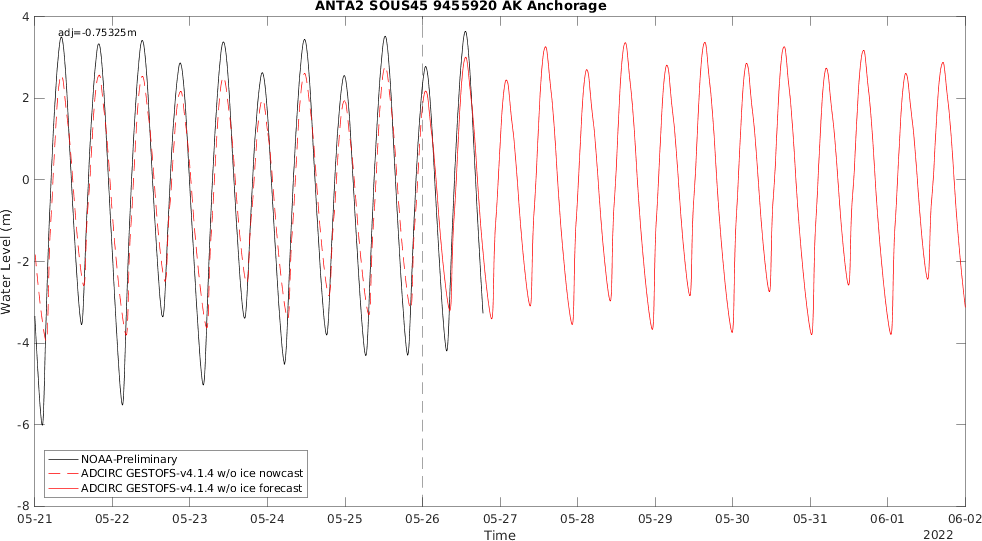 ANTA2 SOUS45 9455920 AK Anchorage
adj=-0.75325m
4
2
0
-2
-4
-6
-8
Water Level (m)
NOAA-Preliminary
ADCIRC GESTOFS-v4.1.4 w/o ice nowcast
ADCIRC GESTOFS-v4.1.4 w/o ice forecast
05-21 05-22 05-23 05-24 05-25 05-26 05-27 05-28 05-29 05-30 05-31 06-01 06-02
Time
2022